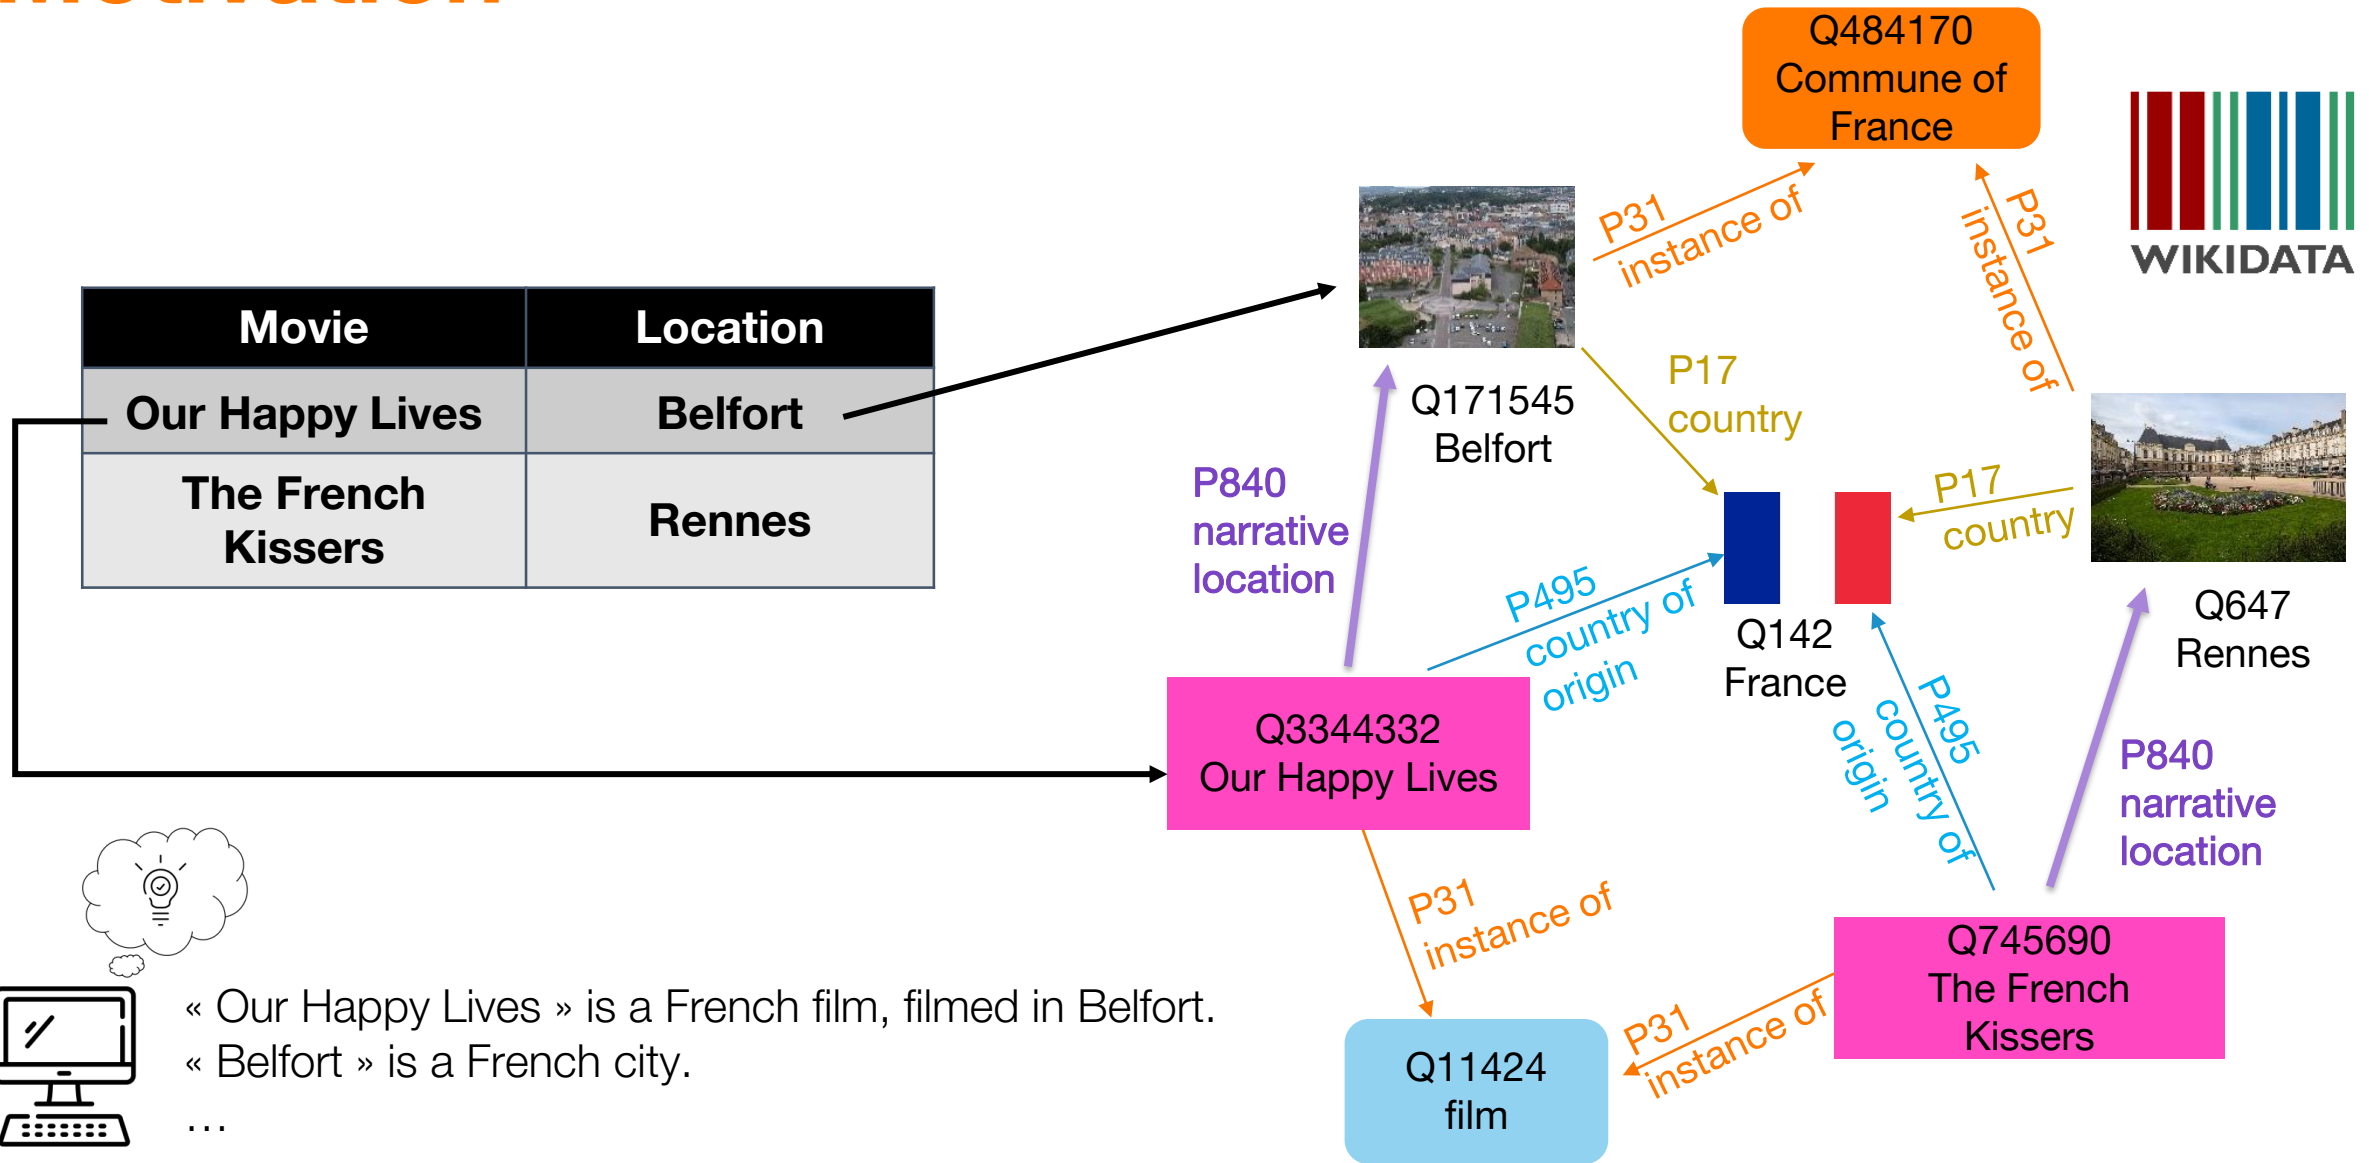 Motivation
Q484170
Commune of
France
WIKIDATA
P31
instance of
P31
instance of
Movie
Location
Our Happy Lives
Belfort
The French
Kissers
Rennes
Q171545
Belfort
P17
country
P17
country
P840
narrative
location
P495
country of
origin
Q142
France
Q647
Rennes
Q3344332
Our Happy Lives
P495
country of
origin
P840
narrative
location
P31
instance of
Q745690
The French
Kissers
P31
instance of
Q11424
film
« Our Happy Lives » is a French film, filmed in Belfort.
« Belfort » is a French city.
…